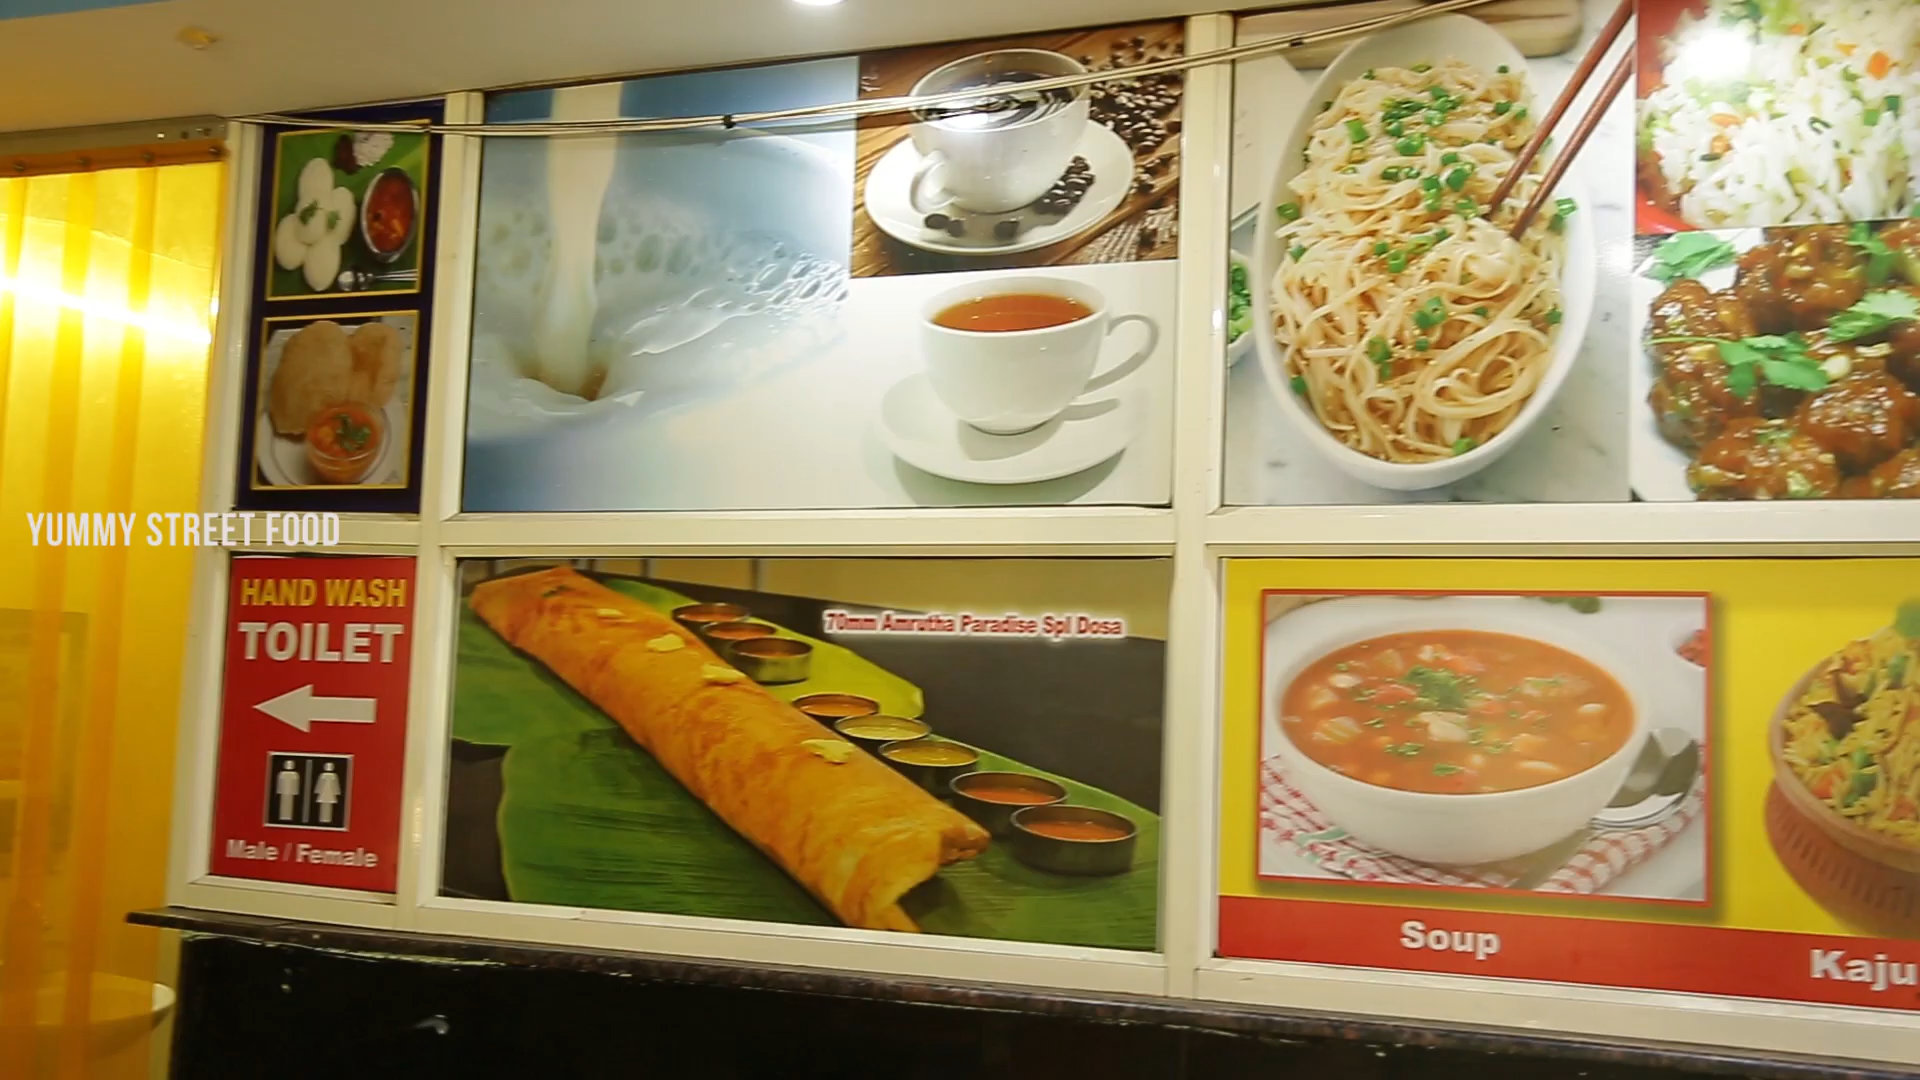 YUMMY STREET FOOD
HAND WASH
TOILET
Male / Female
70mm Amrutha Paradise Spl Dosa
Soup
Kaju